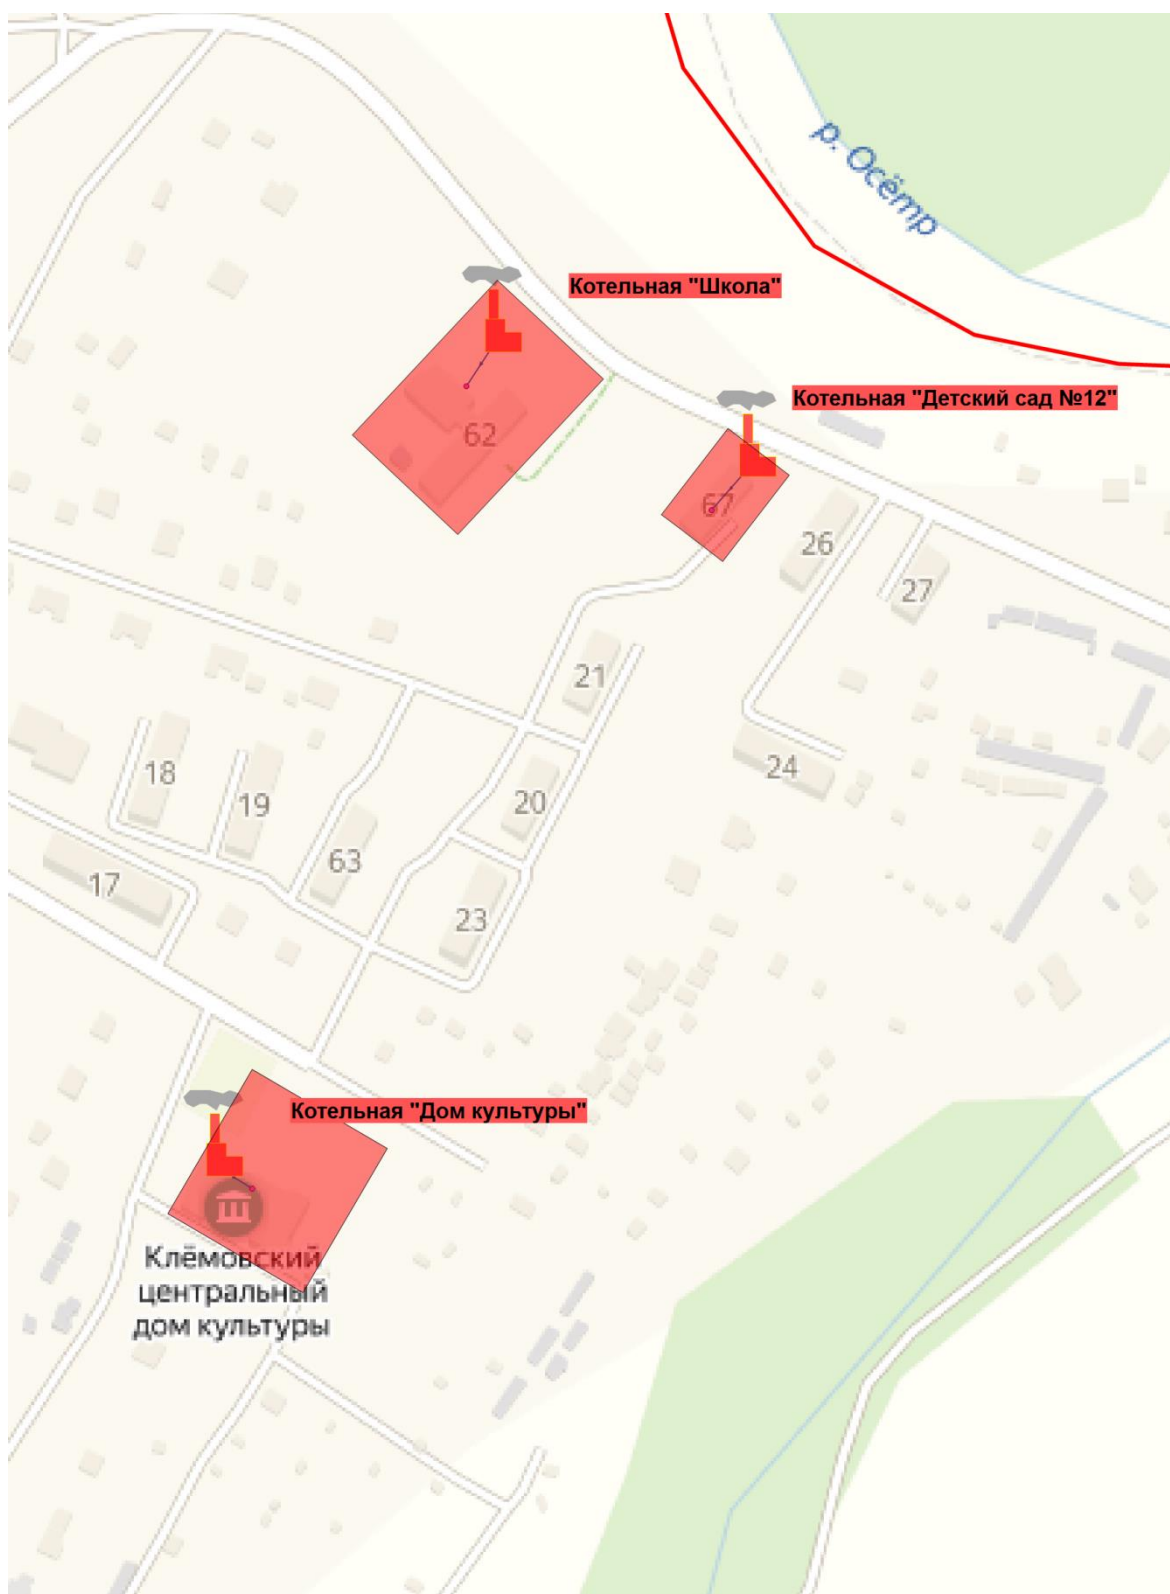 р. Осётр
Котельная "Школа"
Котельная "Детский сад №12"
62
67
26
27
21
24
18
19
20
63
17
23
Котельная "Дом культуры"
Клёмовский
центральный
дом культуры